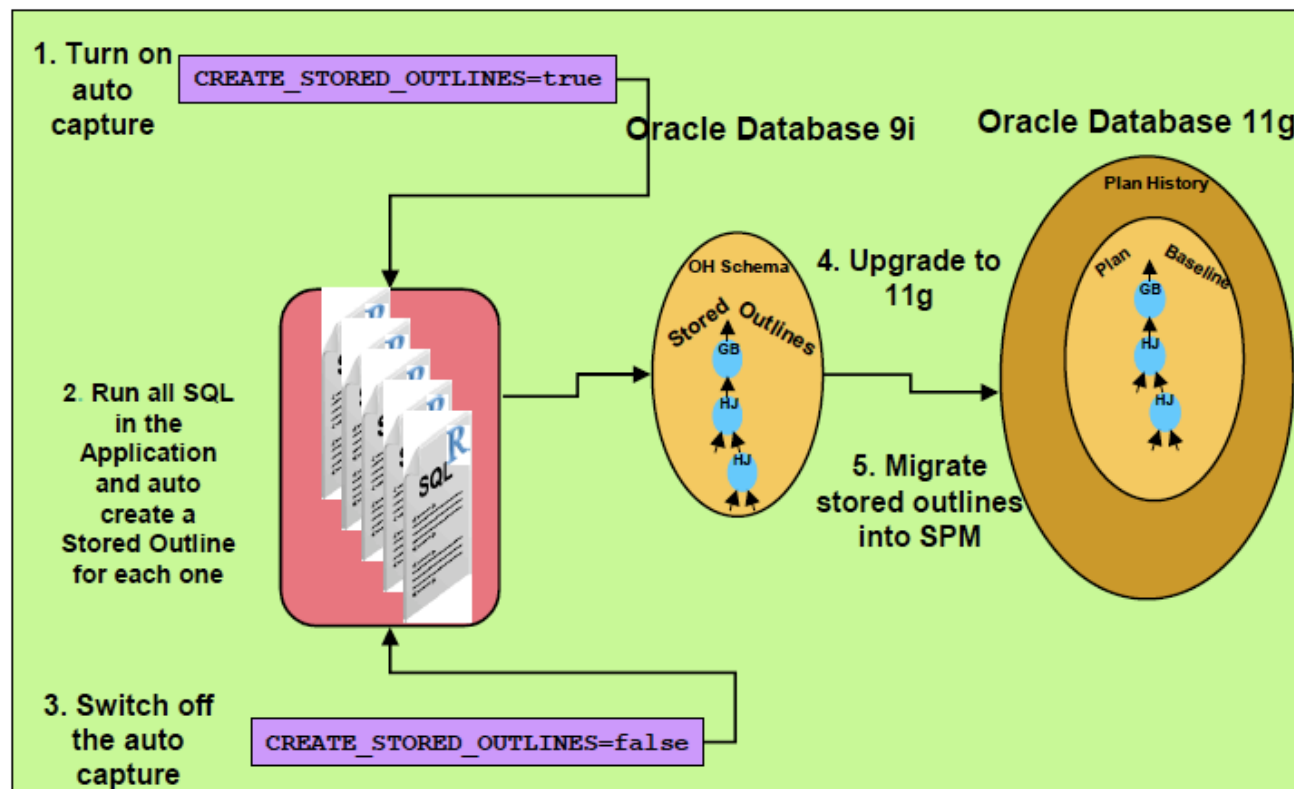 1. Turn on
auto
capture
CREATE_STORED_OUTLINES=true
Oracle Database 9i
Oracle Database 11g
2. Run all SQL
in the
Application
and auto
create a
Stored Outline
for each one
R
R
R
R
R
SQL
OH Schema
Stored Outlines
GB
HJ
HJ
4. Upgrade to
11g
5. Migrate
stored outlines
into SPM
Plan History
Plan Baseline
GB
HJ
HJ
3. Switch off
the auto
capture
CREATE_STORED_OUTLINES=false